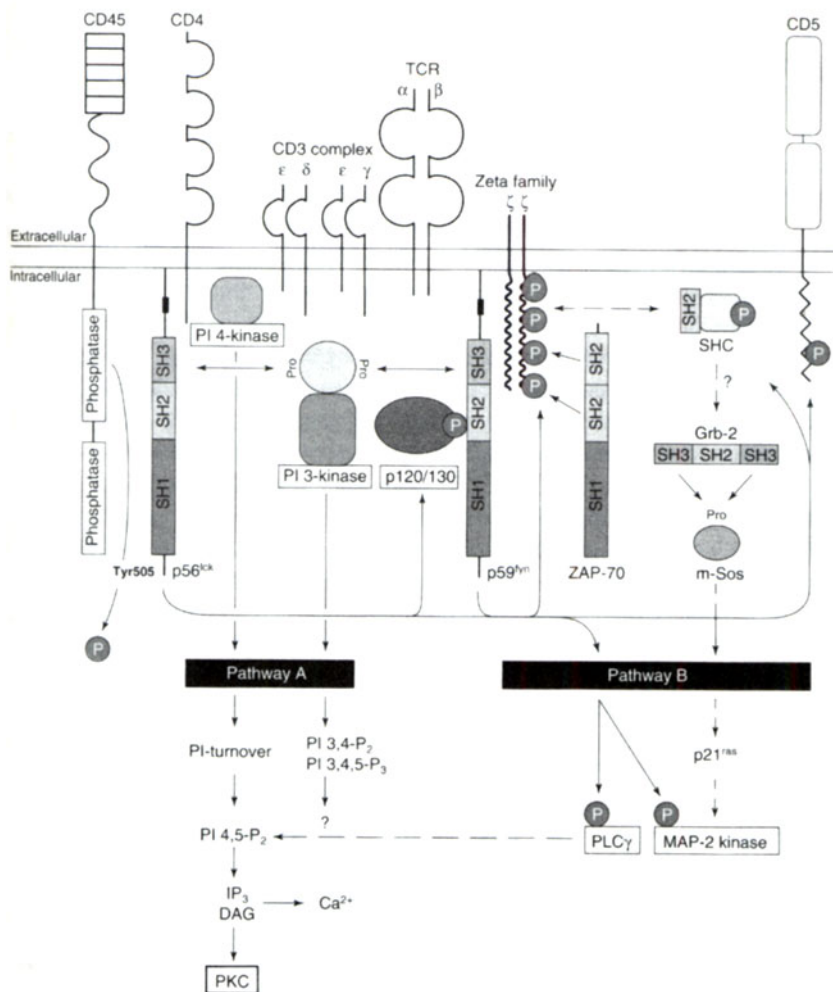 CD45
CD4
CD5
TCR
α β
CD3 complex
ε δ ε γ
Zeta family
ζ ζ
Extracellular
Intracellular
P
PI 4-kinase
SH2
P
SHC
Phosphatase
SH3
Pro
Pro
SH3
P
P
SH2
?
P
SH2
P
SH2
P
SH2
Grb-2
SH3 SH2 SH3
PI 3-kinase
p120/130
Phosphatase
SH1
SH1
SH1
Pro
Tyr505
p56lck
p59fyn
ZAP-70
m-Sos
P
Pathway A
Pathway B
PI-turnover
PI 3,4-P2
PI 3,4,5-P3
p21ras
?
P
P
PI 4,5-P2
PLCγ
MAP-2 kinase
IP3
DAG
Ca2+
PKC